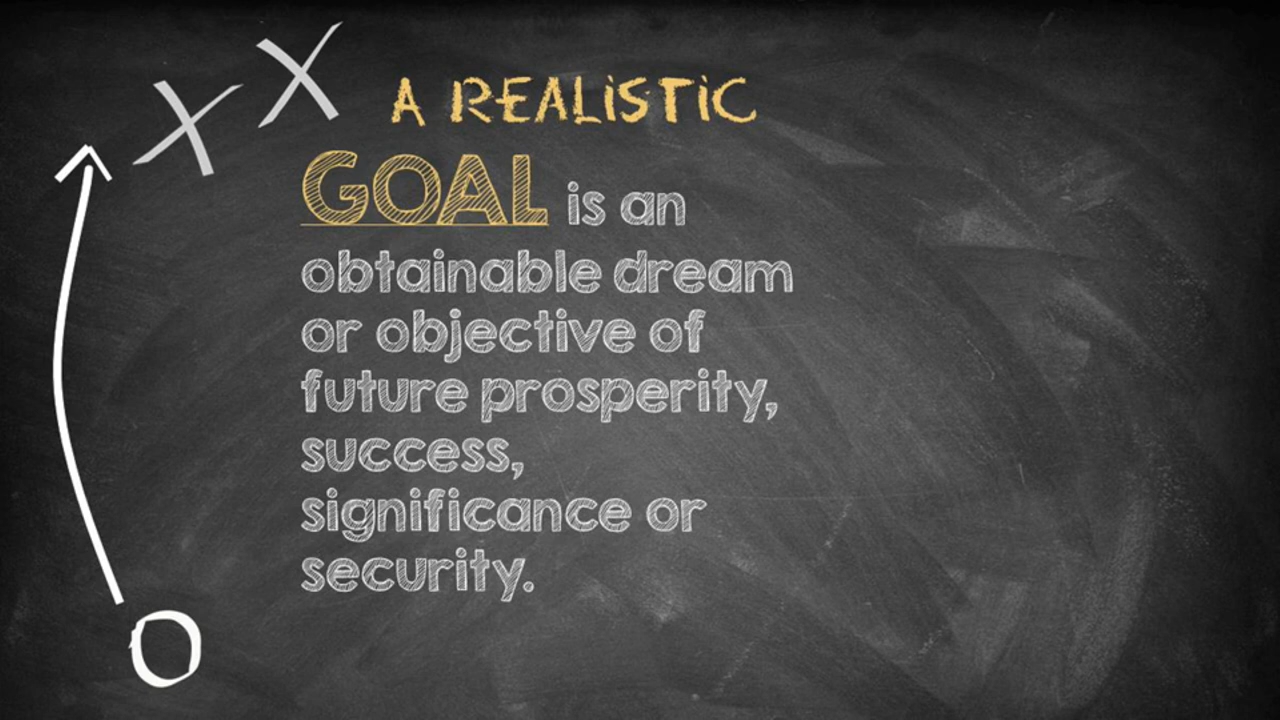 A REALISTIC
GOAL is an
obtainable dream
or objective of
future prosperity,
success,
significance or
security.
X X
O